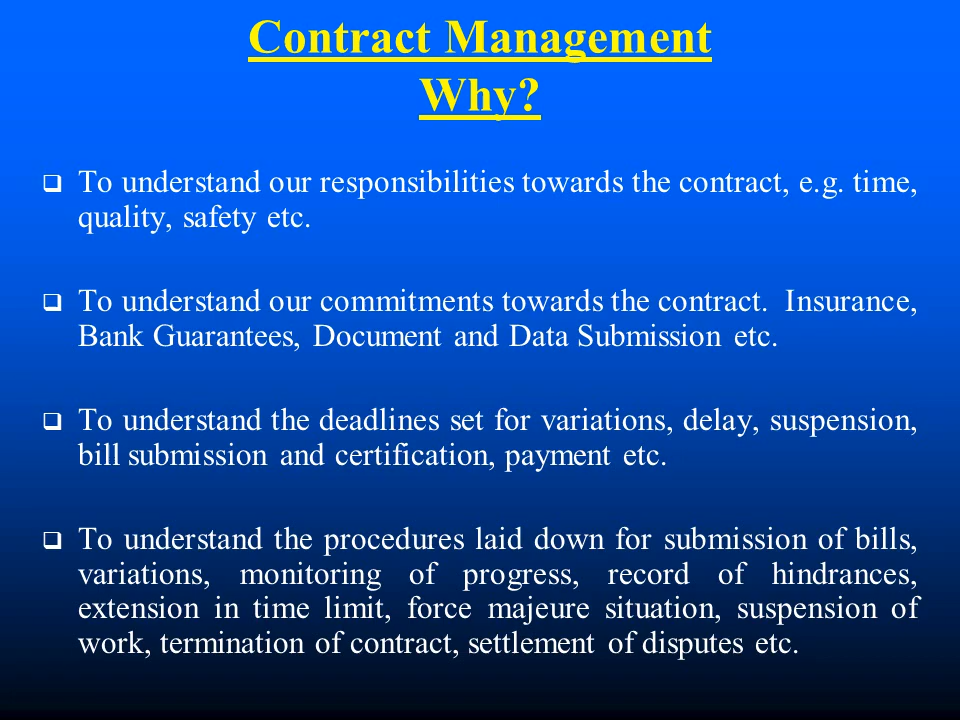 Contract Management
Why?
❑ To understand our responsibilities towards the contract, e.g. time,
quality, safety etc.
❑ To understand our commitments towards the contract.  Insurance,
Bank Guarantees, Document and Data Submission etc.
❑ To understand the deadlines set for variations, delay, suspension,
bill submission and certification, payment etc.
❑ To understand the procedures laid down for submission of bills,
variations, monitoring of progress, record of hindrances,
extension in time limit, force majeure situation, suspension of
work, termination of contract, settlement of disputes etc.